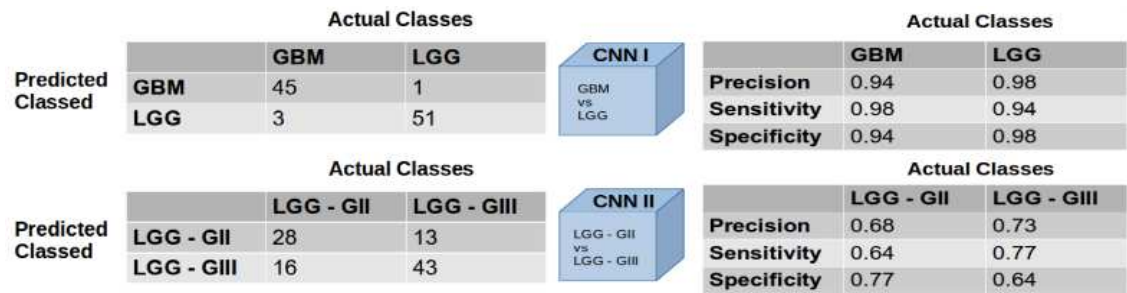 Actual Classes
GBM LGG
Predicted Classed
GBM 45 1
LGG 3 51
CNN I
GBM
vs
LGG
Actual Classes
GBM LGG
Precision 0.94 0.98
Sensitivity 0.98 0.94
Specificity 0.94 0.98
Actual Classes
LGG - GII LGG - GIII
Predicted Classed
LGG - GII 28 13
LGG - GIII 16 43
CNN II
LGG - GII
vs
LGG - GIII
Actual Classes
LGG - GII LGG - GIII
Precision 0.68 0.73
Sensitivity 0.64 0.77
Specificity 0.77 0.64